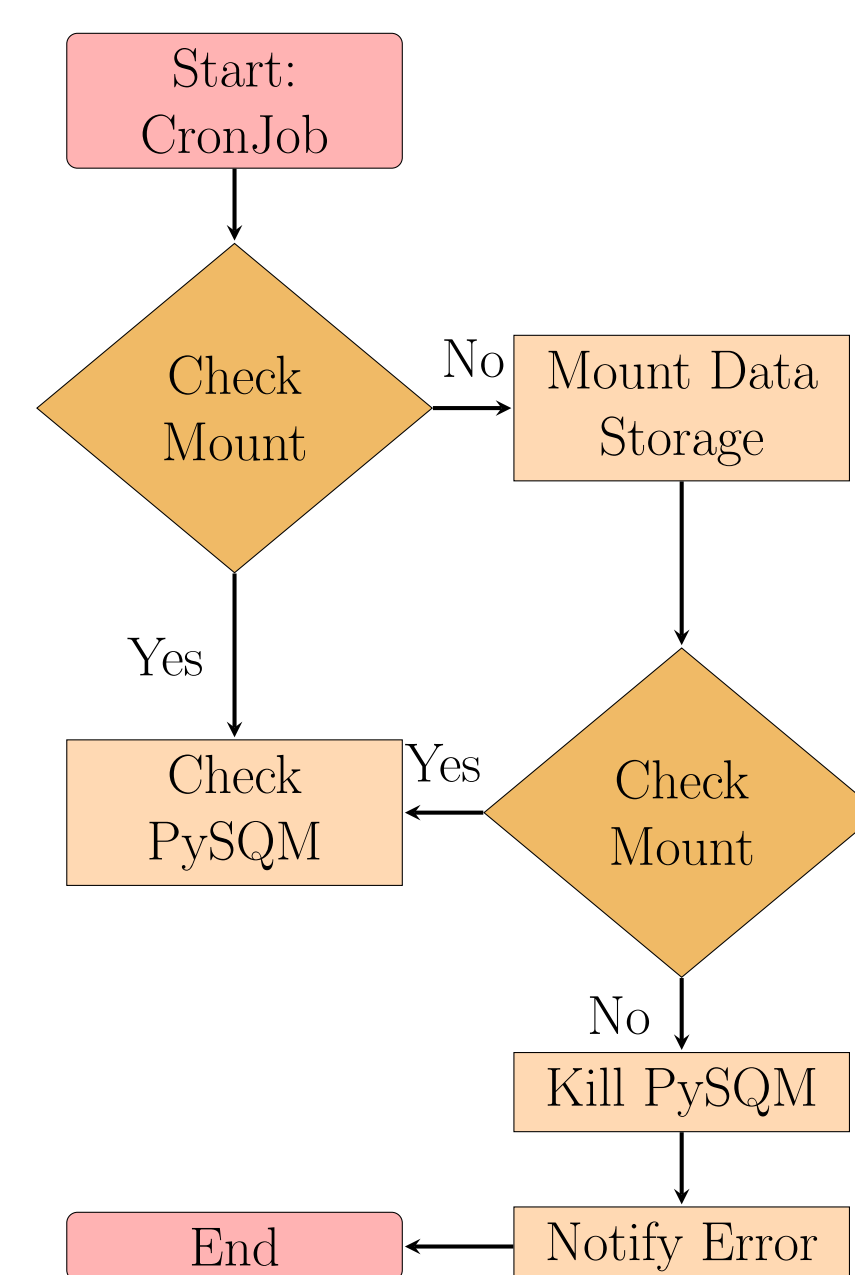 Start:
CronJob
Check
Mount
No
Mount Data
Storage
Yes
Check
PySQM
Yes
Check
Mount
No
Kill PySQM
Notify Error
End